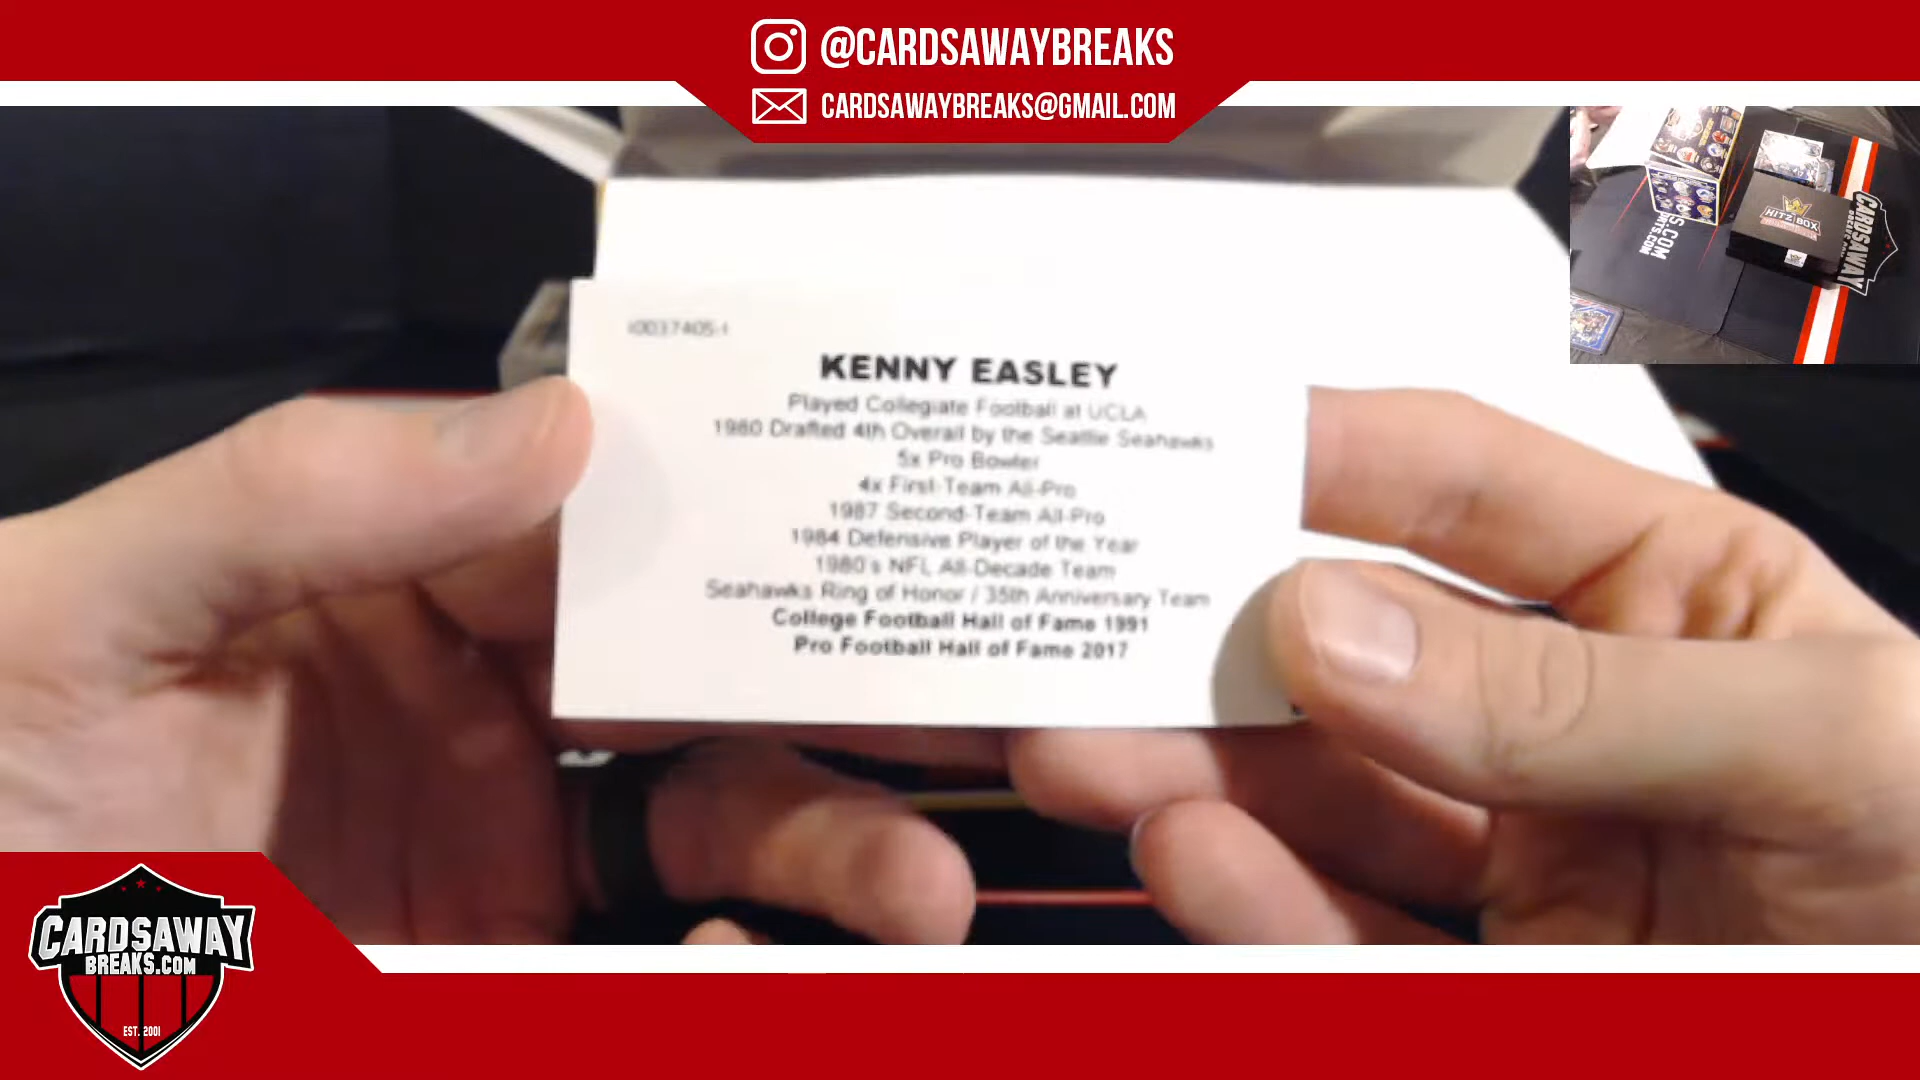 @CARDSAWAYBREAKS
CARDSAWAYBREAKS@GMAIL.COM
HITZ BOX
CARDSAWAY
KENNY EASLEY
Played Collegiate Football at UCLA
1980 Drafted 4th Overall by the Seattle Seahawks
5x Pro Bowler
4x First-Team All-Pro
1987 Second-Team All-Pro
1984 Defensive Player of the Year
1980's NFL All-Decade Team
Seahawks Ring of Honor / 35th Anniversary Team
College Football Hall of Fame 1991
Pro Football Hall of Fame 2017
CARDSAWAY
BREAKS.COM
EST. 2001